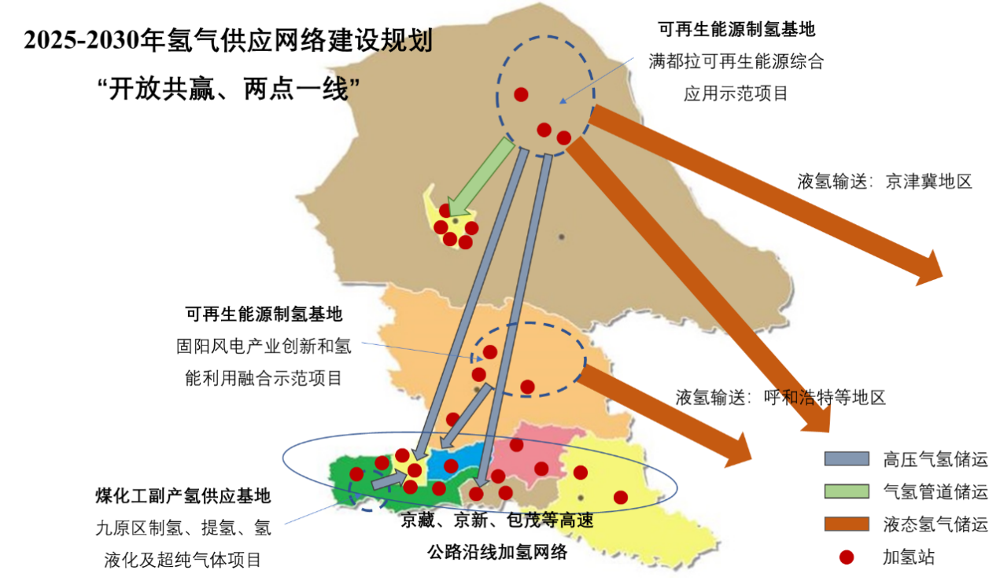 2025-2030年氢气供应网络建设规划
“开放共赢、两点一线”
可再生能源制氢基地
满都拉可再生能源综合
应用示范项目
液氢输送：京津冀地区
可再生能源制氢基地
固阳风电产业创新和氢
能利用融合示范项目
液氢输送：呼和浩特等地区
煤化工副产氢供应基地
九原区制氢、提氢、氢
液化及超纯气体项目
京藏、京新、包茂等高速
公路沿线加氢网络
高压气氢储运
气氢管道储运
液态氢气储运
加氢站